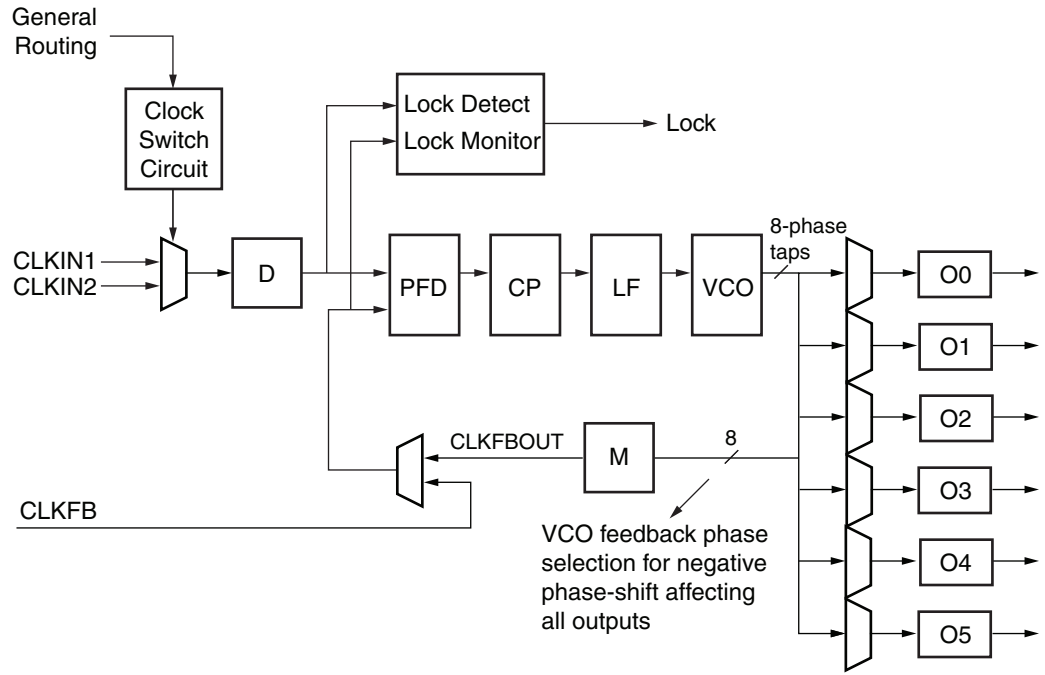 General
Routing
Clock
Switch
Circuit
Lock Detect
Lock Monitor
Lock
CLKIN1
CLKIN2
D
PFD
CP
LF
VCO
8-phase
taps
O0
O1
O2
O3
O4
O5
CLKFBOUT
M
8
CLKFB
VCO feedback phase
selection for negative
phase-shift affecting
all outputs